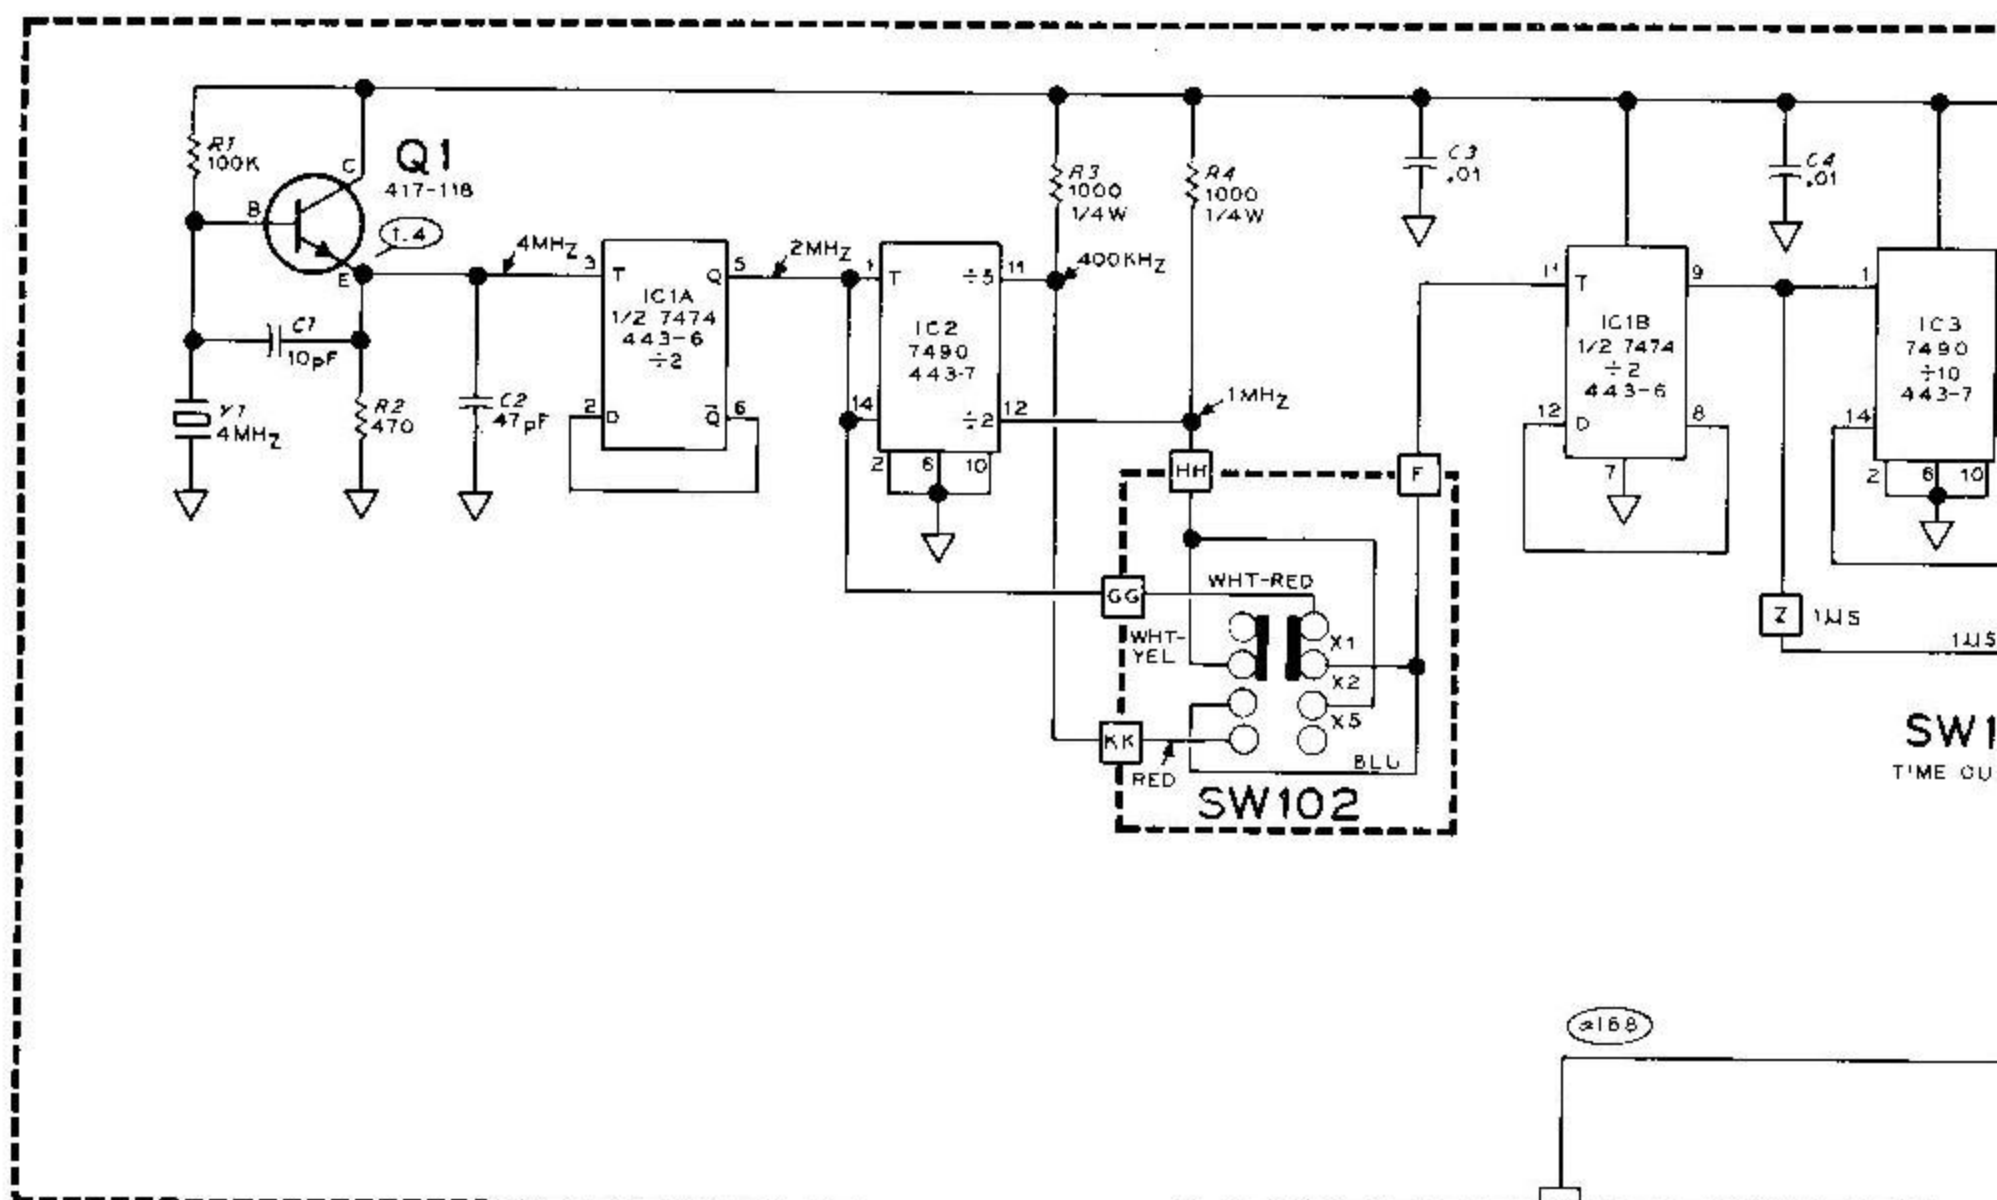 R1
100K
Q1
417-118
C
B
E
1.4
C1
10pF
Y1
4MHZ
R2
470
C2
47pF
4MHZ
3
T
Q
5
IC1A
1/2 7474
443-6
÷2
2
D
Q̅
6
2MHZ
1
T
÷5
11
IC2
7490
443-7
14
÷2
12
2
6
10
R3
1000
1/4W
400KHZ
R4
1000
1/4W
1MHZ
C3
.01
C4
.01
HH
F
GG
KK
WHT-RED
WHT-
YEL
X1
X2
X5
RED
BLU
SW102
11
T
9
IC1B
1/2 7474
÷2
443-6
12
D
8
7
1
IC3
7490
÷10
443-7
14
2
6
10
Z
1µS
1µS
SW1
TIME